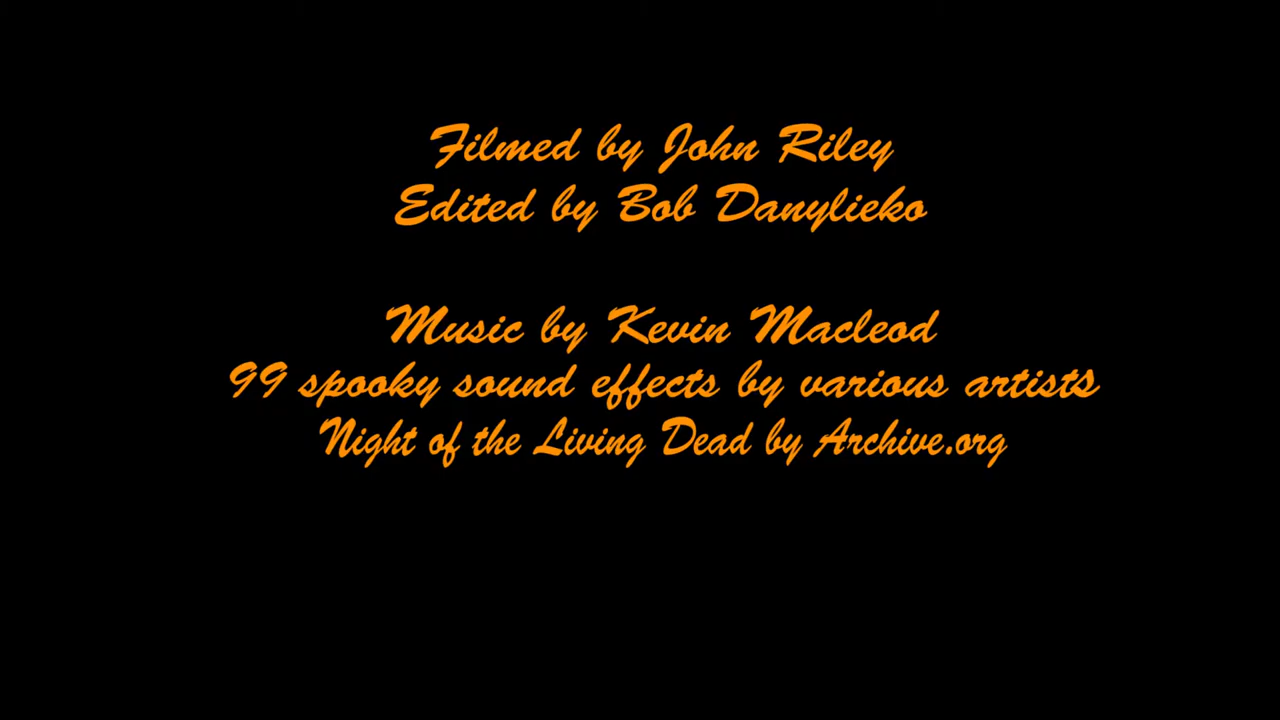 Filmed by John Riley
Edited by Bob Danylieko
Music by Kevin Macleod
99 spooky sound effects by various artists
Night of the Living Dead by Archive.org